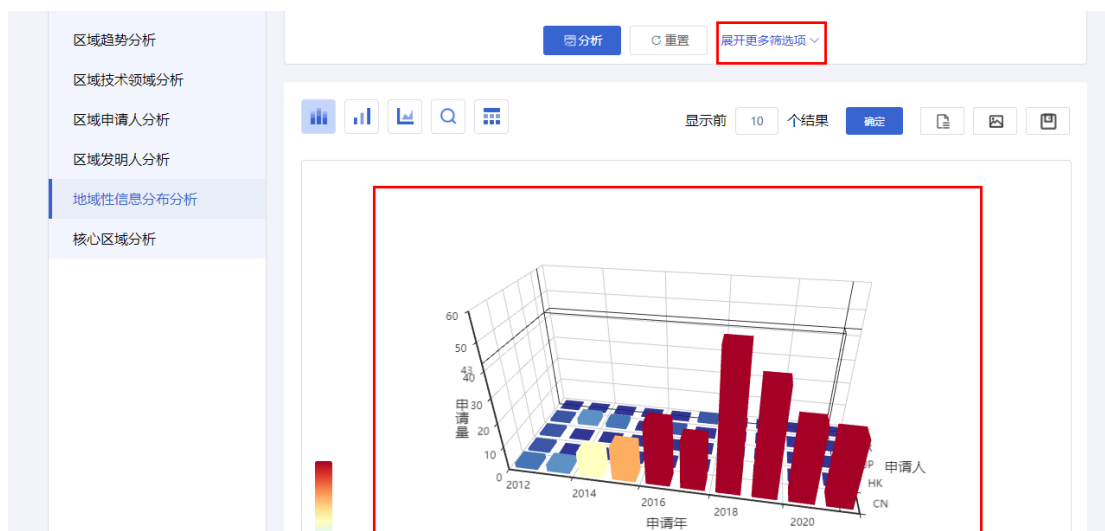 区域趋势分析
区域技术领域分析
区域申请人分析
区域发明人分析
地域性信息分布分析
核心区域分析
分析
重置
展开更多筛选项
显示前 10 个结果
确定
60
50
43
40
30
20
10
0
申请量
2012
2014
2016
2018
2020
申请年
申请人
HK
CN